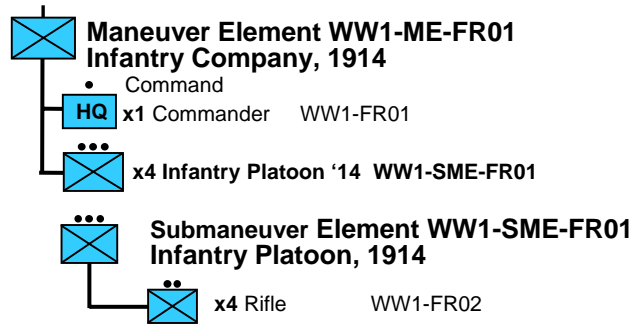 Maneuver Element WW1-ME-FR01
Infantry Company, 1914
Command
HQ x1 Commander WW1-FR01
x4 Infantry Platoon ‘14 WW1-SME-FR01
Submaneuver Element WW1-SME-FR01
Infantry Platoon, 1914
x4 Rifle WW1-FR02